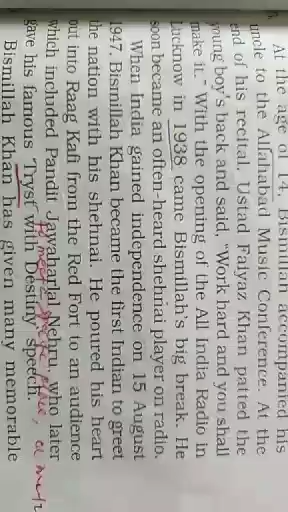 At the age of 14, Bismillah accompanied his
uncle to the Allahabad Music Conference. At the
end of his recital, Ustad Faiyaz Khan patted the
young boy's back and said, "Work hard and you shall
make it." With the opening of the All India Radio in
Lucknow in 1938 came Bismillah's big break. He
soon became an often-heard shehnai player on radio.
When India gained independence on 15 August
1947, Bismillah Khan became the first Indian to greet
the nation with his shehnai. He poured his heart
out into Raag Kafi from the Red Fort to an audience
which included Pandit Jawaharlal Nehru, who later
gave his famous 'Tryst with Destiny' speech.
to meet
Bismillah Khan has given many memorable